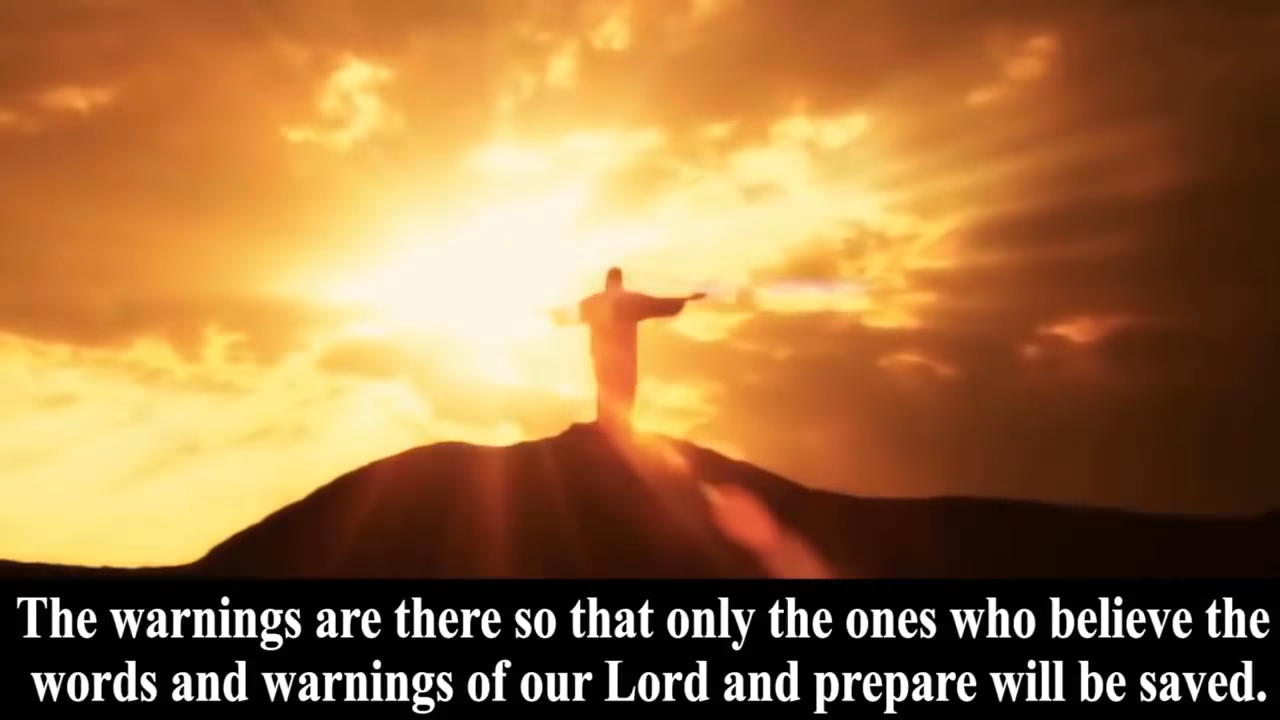 The warnings are there so that only the ones who believe the
words and warnings of our Lord and prepare will be saved.